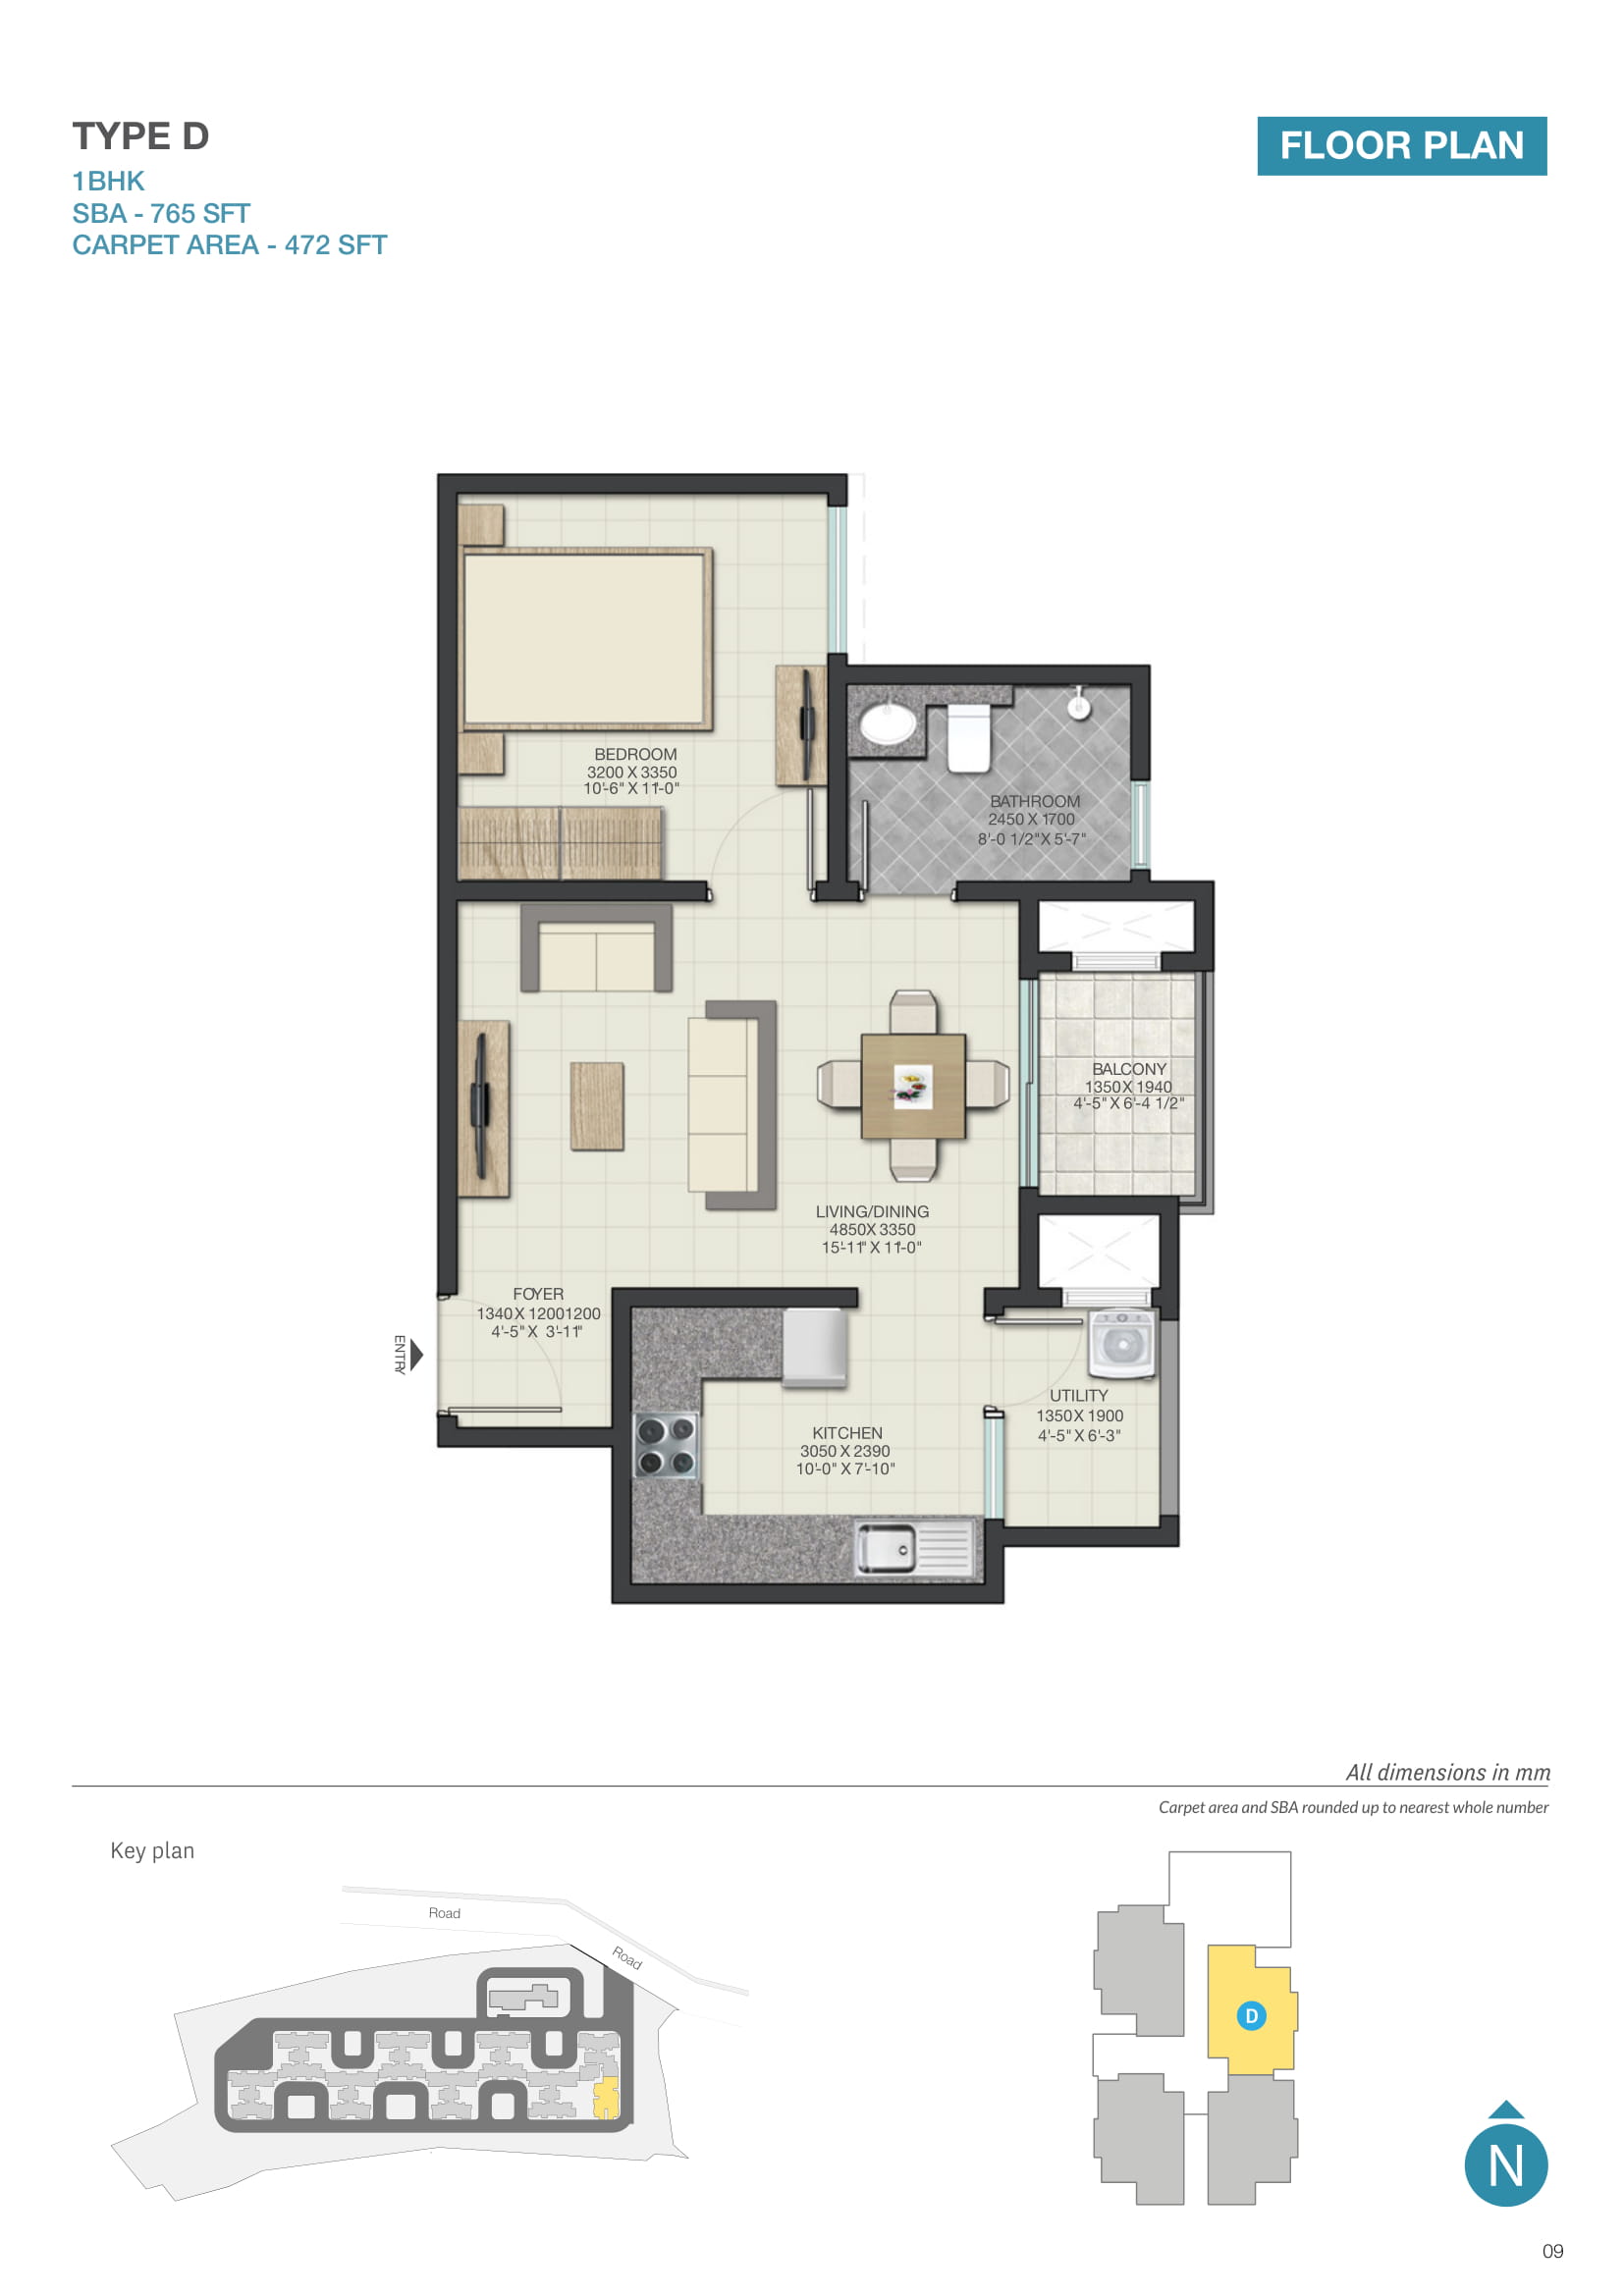 TYPE D
FLOOR PLAN
1BHK
SBA - 765 SFT
CARPET AREA - 472 SFT
BEDROOM
3200 X 3350
10'-6" X 11'-0"
BATHROOM
2450 X 1700
8'-0 1/2" X 5'-7"
BALCONY
1350 X 1940
4'-5" X 6'-4 1/2"
LIVING/DINING
4850X 3350
15'-11" X 11'-0"
FOYER
1340 X 12001200
4'-5" X 3'-11"
ENTRY
UTILITY
1350 X 1900
4'-5" X 6'-3"
KITCHEN
3050 X 2390
10'-0" X 7'-10"
All dimensions in mm
Carpet area and SBA rounded up to nearest whole number
Key plan
Road
Road
D
N
09